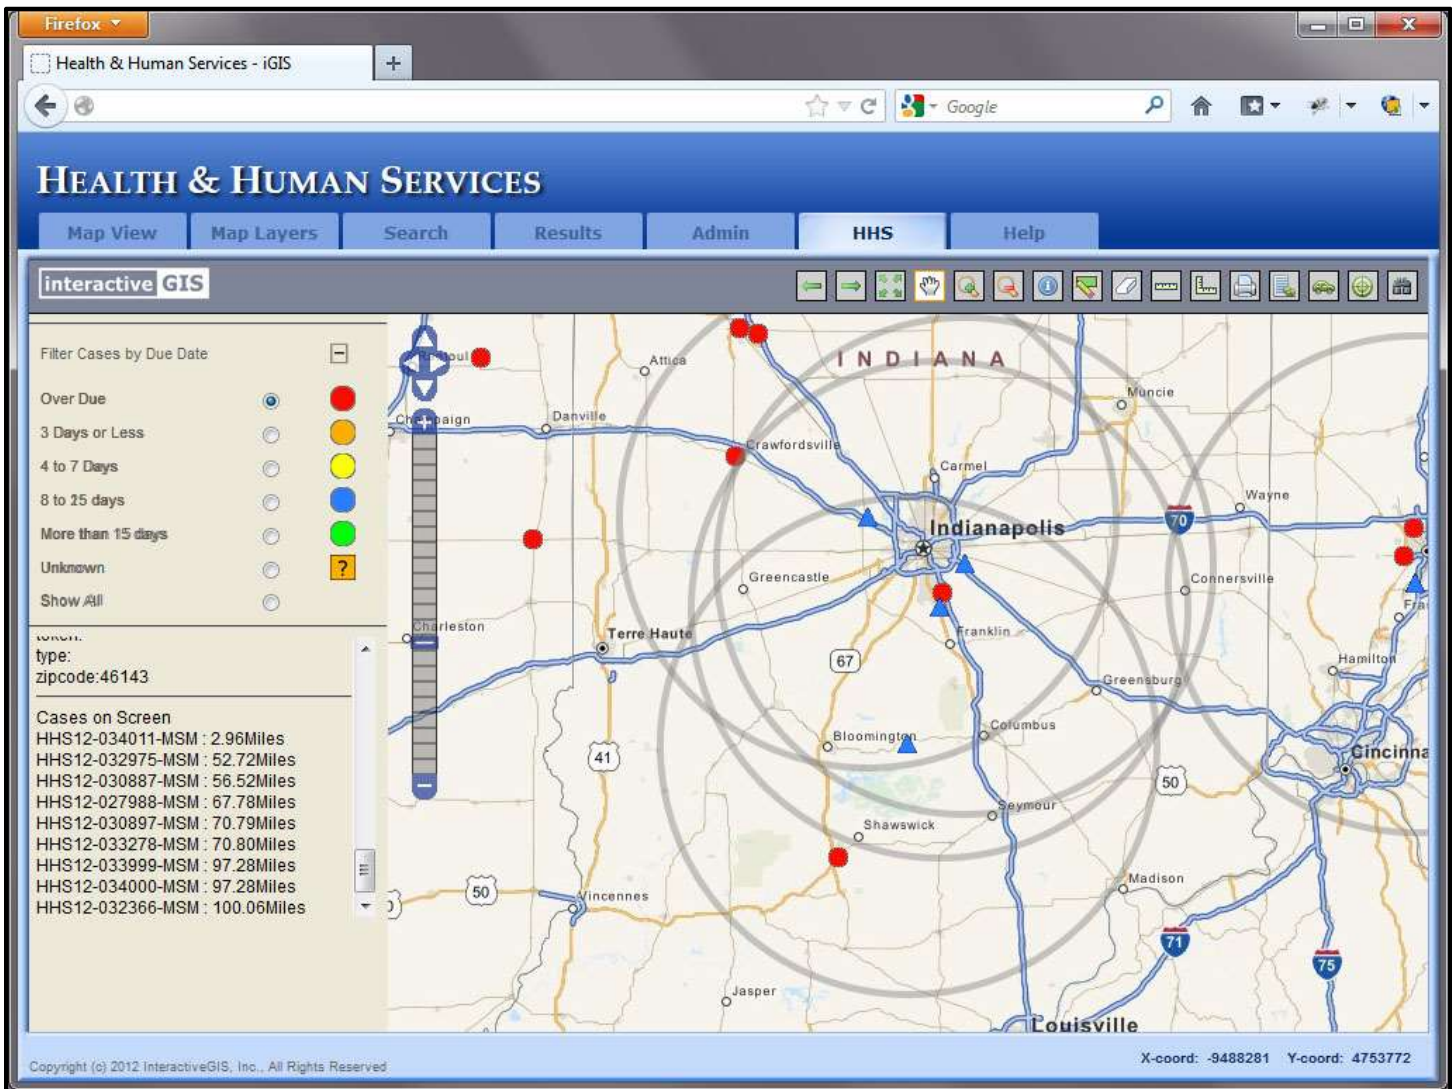 Firefox
Health & Human Services - iGIS
Google
HEALTH & HUMAN SERVICES
Map View Map Layers Search Results Admin HHS Help
interactive GIS
Filter Cases by Due Date
Over Due
3 Days or Less
4 to 7 Days
8 to 15 days
More than 15 days
Unknown ?
Show All
type:
zipcode:46143
Cases on Screen
HHS12-034011-MSM : 2.96Miles
HHS12-032975-MSM : 52.72Miles
HHS12-030887-MSM : 56.52Miles
HHS12-027988-MSM : 67.78Miles
HHS12-030897-MSM : 70.79Miles
HHS12-033278-MSM : 70.80Miles
HHS12-033999-MSM : 97.28Miles
HHS12-034000-MSM : 97.28Miles
HHS12-032366-MSM : 100.06Miles
INDIANA
Attica
Muncie
Danville
Crawfordsville
Carmel
Wayne
70
Indianapolis
Greencastle
Connersville
Charleston
Terre Haute
Franklin
67
Hamilton
Greensburg
Columbus
Bloomington
41
Cincinna
50
Seymour
Shawswick
Madison
50
Vincennes
71
75
Jasper
Louisville
Copyright (c) 2012 InteractiveGIS, Inc., All Rights Reserved
X-coord: -9488281 Y-coord: 4753772